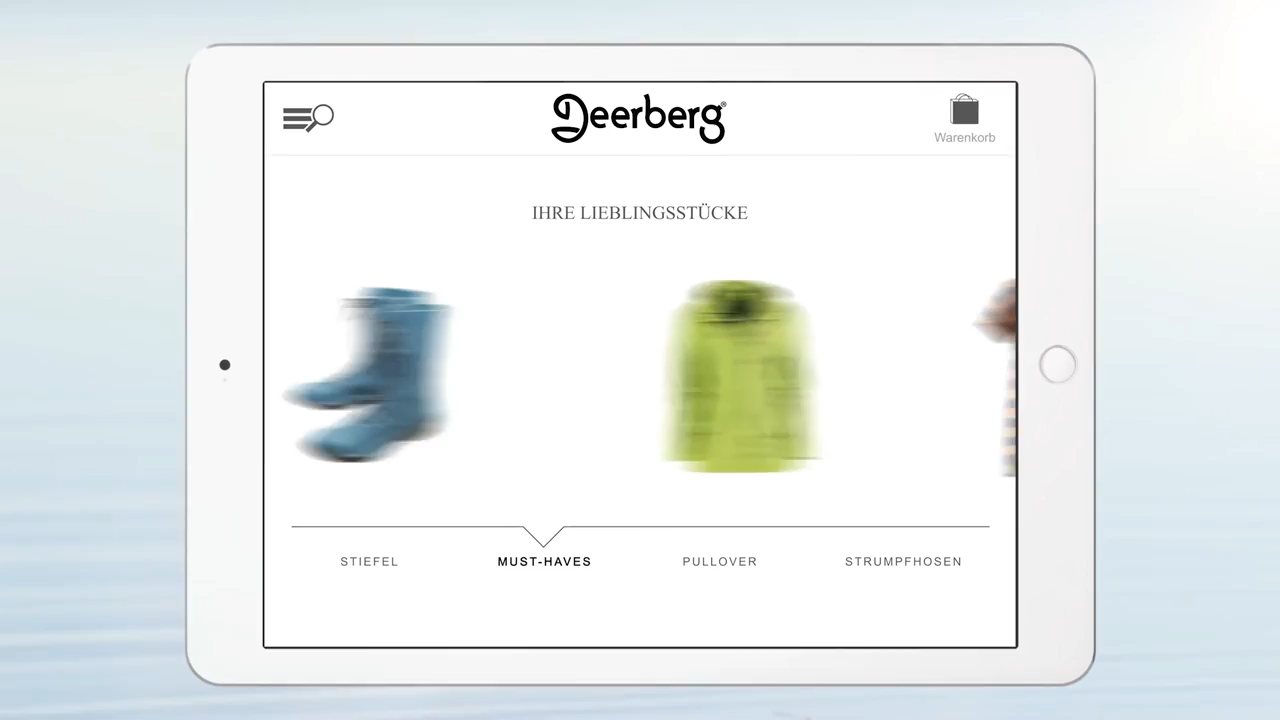 Deerberg®
Warenkorb
IHRE LIEBLINGSSTÜCKE
STIEFEL
MUST-HAVES
PULLOVER
STRUMPFHOSEN